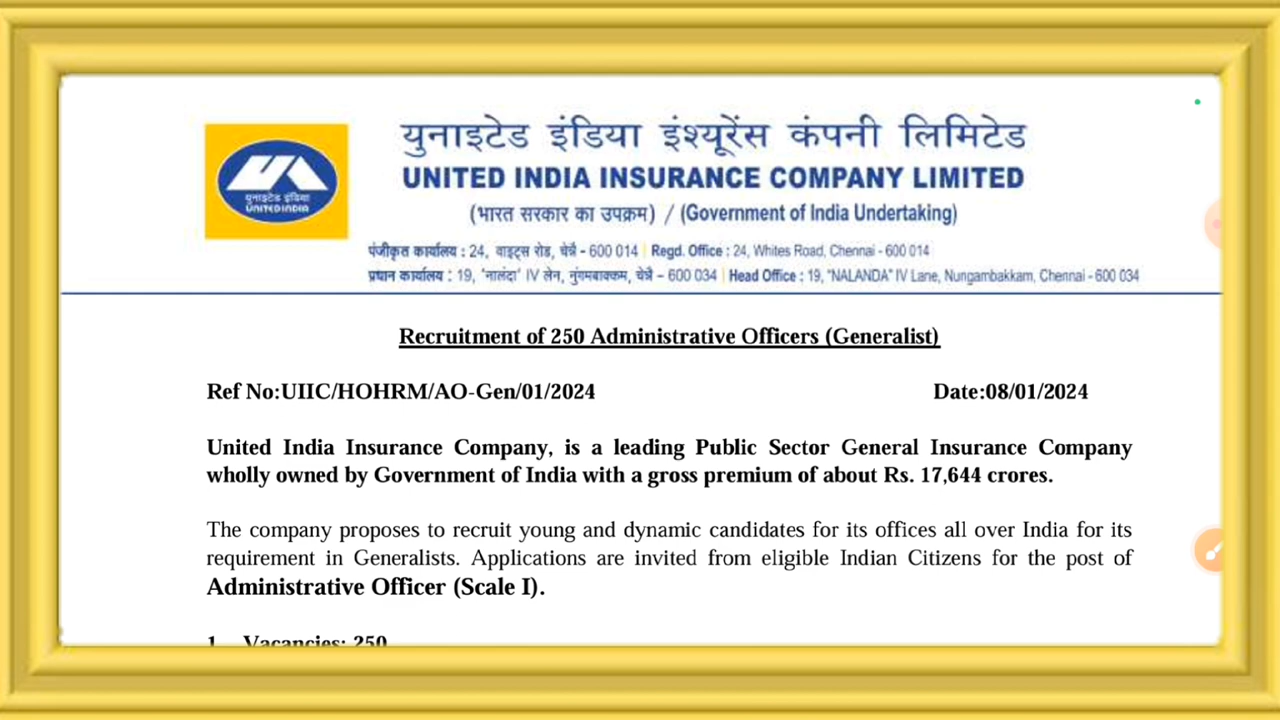 युनाइटेड इंडिया इंश्यूरेंस कंपनी लिमिटेड
UNITED INDIA INSURANCE COMPANY LIMITED
(भारत सरकार का उपक्रम) / (Government of India Undertaking)
युनाइटेड इंडिया
UNITED INDIA
पंजीकृत कार्यालय : 24, वाइट्स रोड, चेन्नै - 600 014 | Regd. Office : 24, Whites Road, Chennai - 600 014
प्रधान कार्यालय : 19, 'नालंदा' IV लेन, नुंगमबाक्कम, चेन्नै – 600 034 | Head Office : 19, "NALANDA" IV Lane, Nungambakkam, Chennai - 600 034
Recruitment of 250 Administrative Officers (Generalist)
Ref No:UIIC/HOHRM/AO-Gen/01/2024 Date:08/01/2024
United India Insurance Company, is a leading Public Sector General Insurance Company
wholly owned by Government of India with a gross premium of about Rs. 17,644 crores.
The company proposes to recruit young and dynamic candidates for its offices all over India for its
requirement in Generalists. Applications are invited from eligible Indian Citizens for the post of
Administrative Officer (Scale I).
1. Vacancies: 250